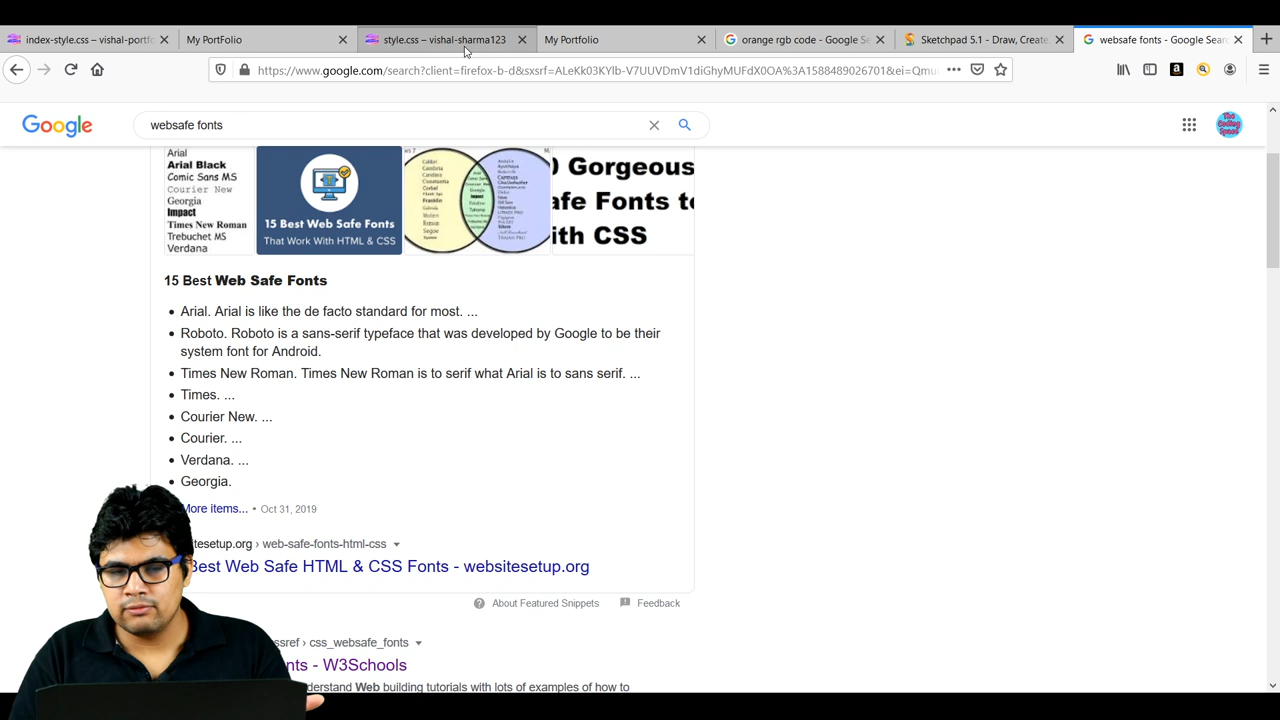 index-style.css – vishal-portfo
My PortFolio
style.css – vishal-sharma123
My PortFolio
orange rgb code - Google Se
Sketchpad 5.1 - Draw, Create,
websafe fonts - Google Sear
https://www.google.com/search?client=firefox-b-d&sxsrf=ALeKk03KYlb-V7UUVDmV1diGhyMUFdX0OA%3A1588489026701&ei=Qmu
Google
websafe fonts
The Coding Space
Arial
Arial Black
Comic Sans MS
Courier New
Georgia
Impact
Times New Roman
Trebuchet MS
Verdana
15 Best Web Safe Fonts
That Work With HTML & CSS
0 Gorgeous
afe Fonts to
ith CSS
15 Best Web Safe Fonts
• Arial. Arial is like the de facto standard for most. ...
• Roboto. Roboto is a sans-serif typeface that was developed by Google to be their
system font for Android.
• Times New Roman. Times New Roman is to serif what Arial is to sans serif. ...
• Times. ...
• Courier New. ...
• Courier. ...
• Verdana. ...
• Georgia.
More items... • Oct 31, 2019
itesetup.org › web-safe-fonts-html-css
Best Web Safe HTML & CSS Fonts - websitesetup.org
About Featured Snippets
Feedback
ssref › css_websafe_fonts
nts - W3Schools
derstand Web building tutorials with lots of examples of how to